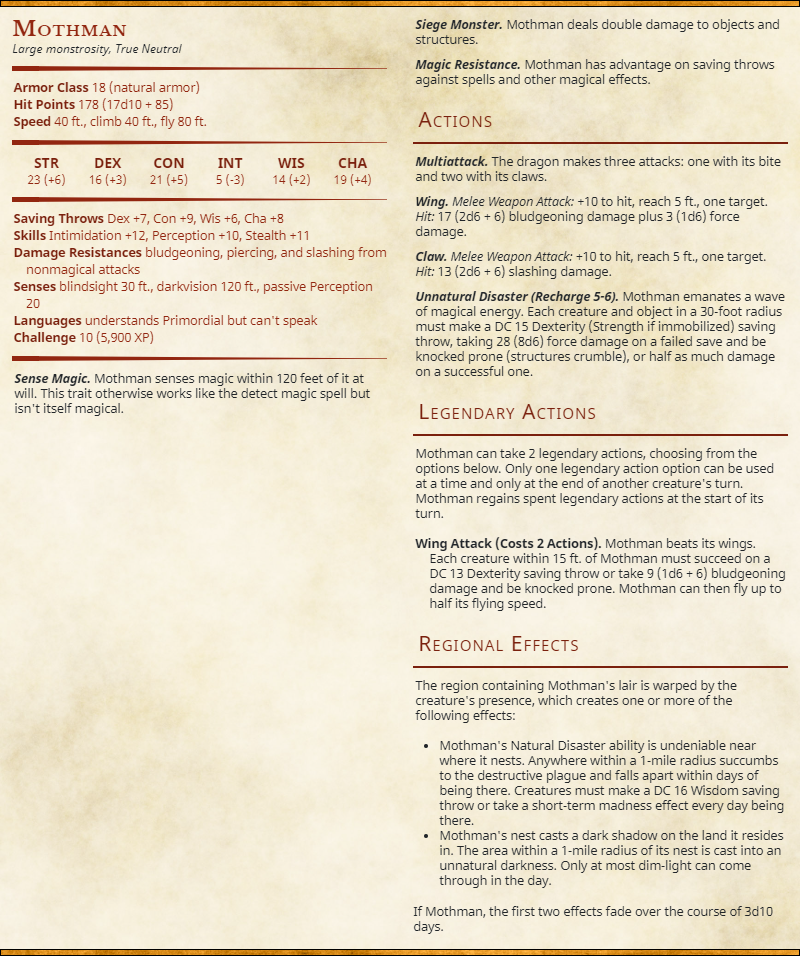 Mothman
Large monstrosity, True Neutral
Armor Class 18 (natural armor)
Hit Points 178 (17d10 + 85)
Speed 40 ft., climb 40 ft., fly 80 ft.
STR DEX CON INT WIS CHA
23 (+6) 16 (+3) 21 (+5) 5 (-3) 14 (+2) 19 (+4)
Saving Throws Dex +7, Con +9, Wis +6, Cha +8
Skills Intimidation +12, Perception +10, Stealth +11
Damage Resistances bludgeoning, piercing, and slashing from
nonmagical attacks
Senses blindsight 30 ft., darkvision 120 ft., passive Perception
20
Languages understands Primordial but can't speak
Challenge 10 (5,900 XP)
Sense Magic. Mothman senses magic within 120 feet of it at
will. This trait otherwise works like the detect magic spell but
isn't itself magical.
Siege Monster. Mothman deals double damage to objects and
structures.
Magic Resistance. Mothman has advantage on saving throws
against spells and other magical effects.
Actions
Multiattack. The dragon makes three attacks: one with its bite
and two with its claws.
Wing. Melee Weapon Attack: +10 to hit, reach 5 ft., one target.
Hit: 17 (2d6 + 6) bludgeoning damage plus 3 (1d6) force
damage.
Claw. Melee Weapon Attack: +10 to hit, reach 5 ft., one target.
Hit: 13 (2d6 + 6) slashing damage.
Unnatural Disaster (Recharge 5-6). Mothman emanates a wave
of magical energy. Each creature and object in a 30-foot radius
must make a DC 15 Dexterity (Strength if immobilized) saving
throw, taking 28 (8d6) force damage on a failed save and be
knocked prone (structures crumble), or half as much damage
on a successful one.
Legendary Actions
Mothman can take 2 legendary actions, choosing from the
options below. Only one legendary action option can be used
at a time and only at the end of another creature's turn.
Mothman regains spent legendary actions at the start of its
turn.
Wing Attack (Costs 2 Actions). Mothman beats its wings.
Each creature within 15 ft. of Mothman must succeed on a
DC 13 Dexterity saving throw or take 9 (1d6 + 6) bludgeoning
damage and be knocked prone. Mothman can then fly up to
half its flying speed.
Regional Effects
The region containing Mothman's lair is warped by the
creature's presence, which creates one or more of the
following effects:
• Mothman's Natural Disaster ability is undeniable near
where it nests. Anywhere within a 1-mile radius succumbs
to the destructive plague and falls apart within days of
being there. Creatures must make a DC 16 Wisdom saving
throw or take a short-term madness effect every day being
there.
• Mothman's nest casts a dark shadow on the land it resides
in. The area within a 1-mile radius of its nest is cast into an
unnatural darkness. Only at most dim-light can come
through in the day.
If Mothman, the first two effects fade over the course of 3d10
days.